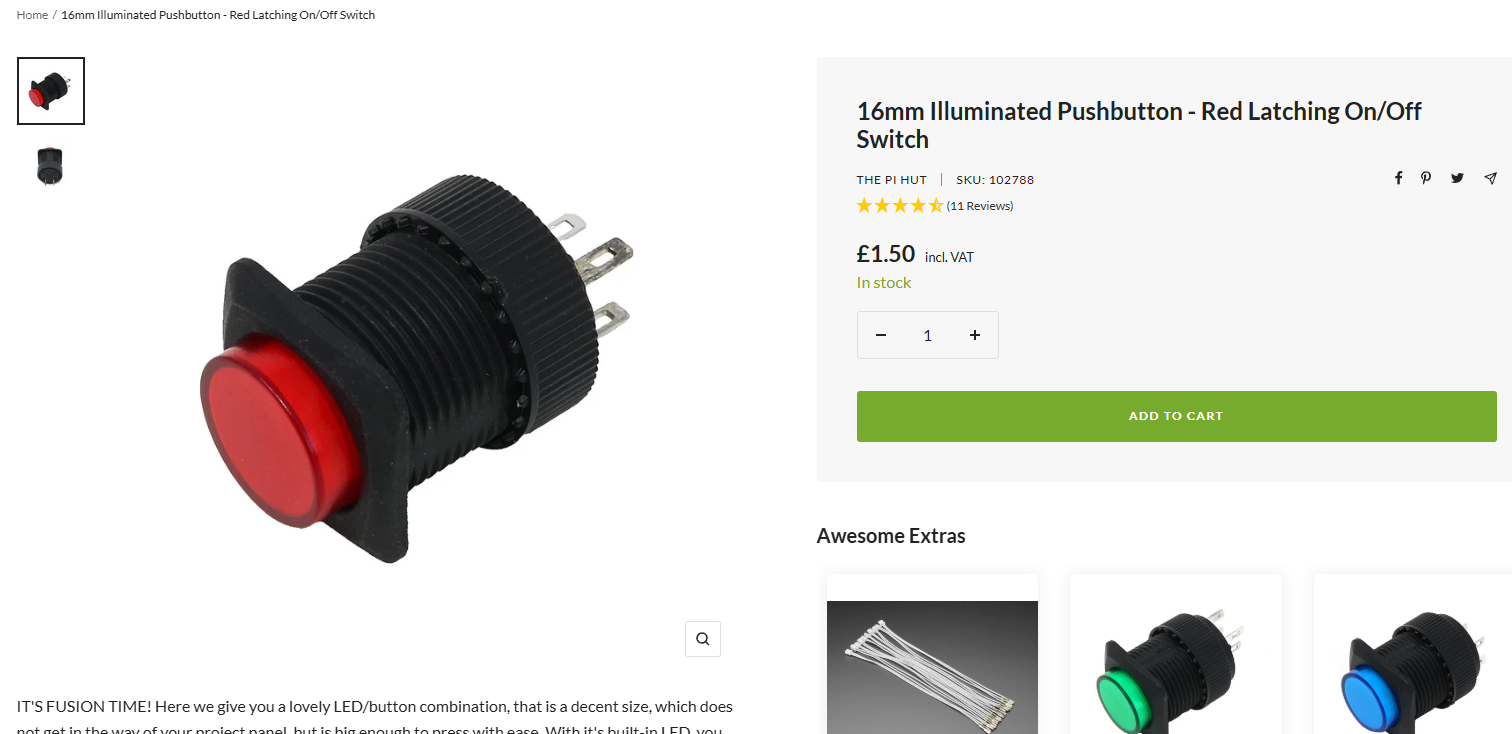 Home / 16mm Illuminated Pushbutton - Red Latching On/Off Switch
16mm Illuminated Pushbutton - Red Latching On/Off
Switch
THE PI HUT | SKU: 102788
(11 Reviews)
£1.50 incl. VAT
In stock
1
ADD TO CART
Awesome Extras
IT'S FUSION TIME! Here we give you a lovely LED/button combination, that is a decent size, which does
not get in the way of your project panel, but is big enough to press with ease. With it's built-in LED, you